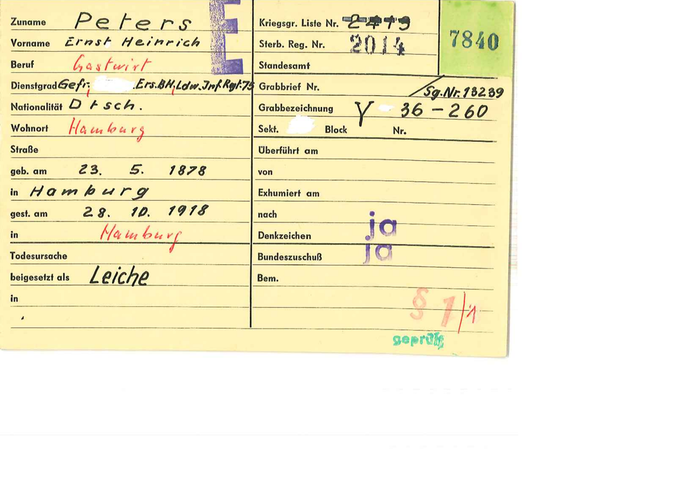 Zuname Peters
Vorname Ernst Heinrich
Beruf Gastwirt
Dienstgrad Gefr. Ers.Btl. Ldw.Inf.Rgt.75
Nationalität Dtsch.
Wohnort Hamburg
Straße
geb. am 23. 5. 1878
in Hamburg
gest. am 28. 10. 1918
in Hamburg
Todesursache
beigesetzt als Leiche
in
E
Kriegsgr. Liste Nr.
Sterb. Reg. Nr. 2014
Standesamt
7840
Grabbrief Nr. /Sg.Nr.13239
Grabbezeichnung Y 36-260
Sekt. Block Nr.
Überführt am
von
Exhumiert am
nach
Denkzeichen ja
Bundeszuschuß ja
Bem.
§ 1/1
geprüft